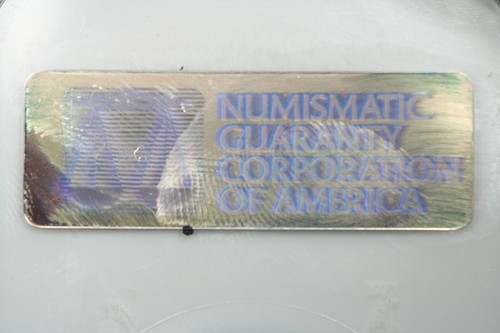 NUMISMATIC
GUARANTY
CORPORATION
OF AMERICA